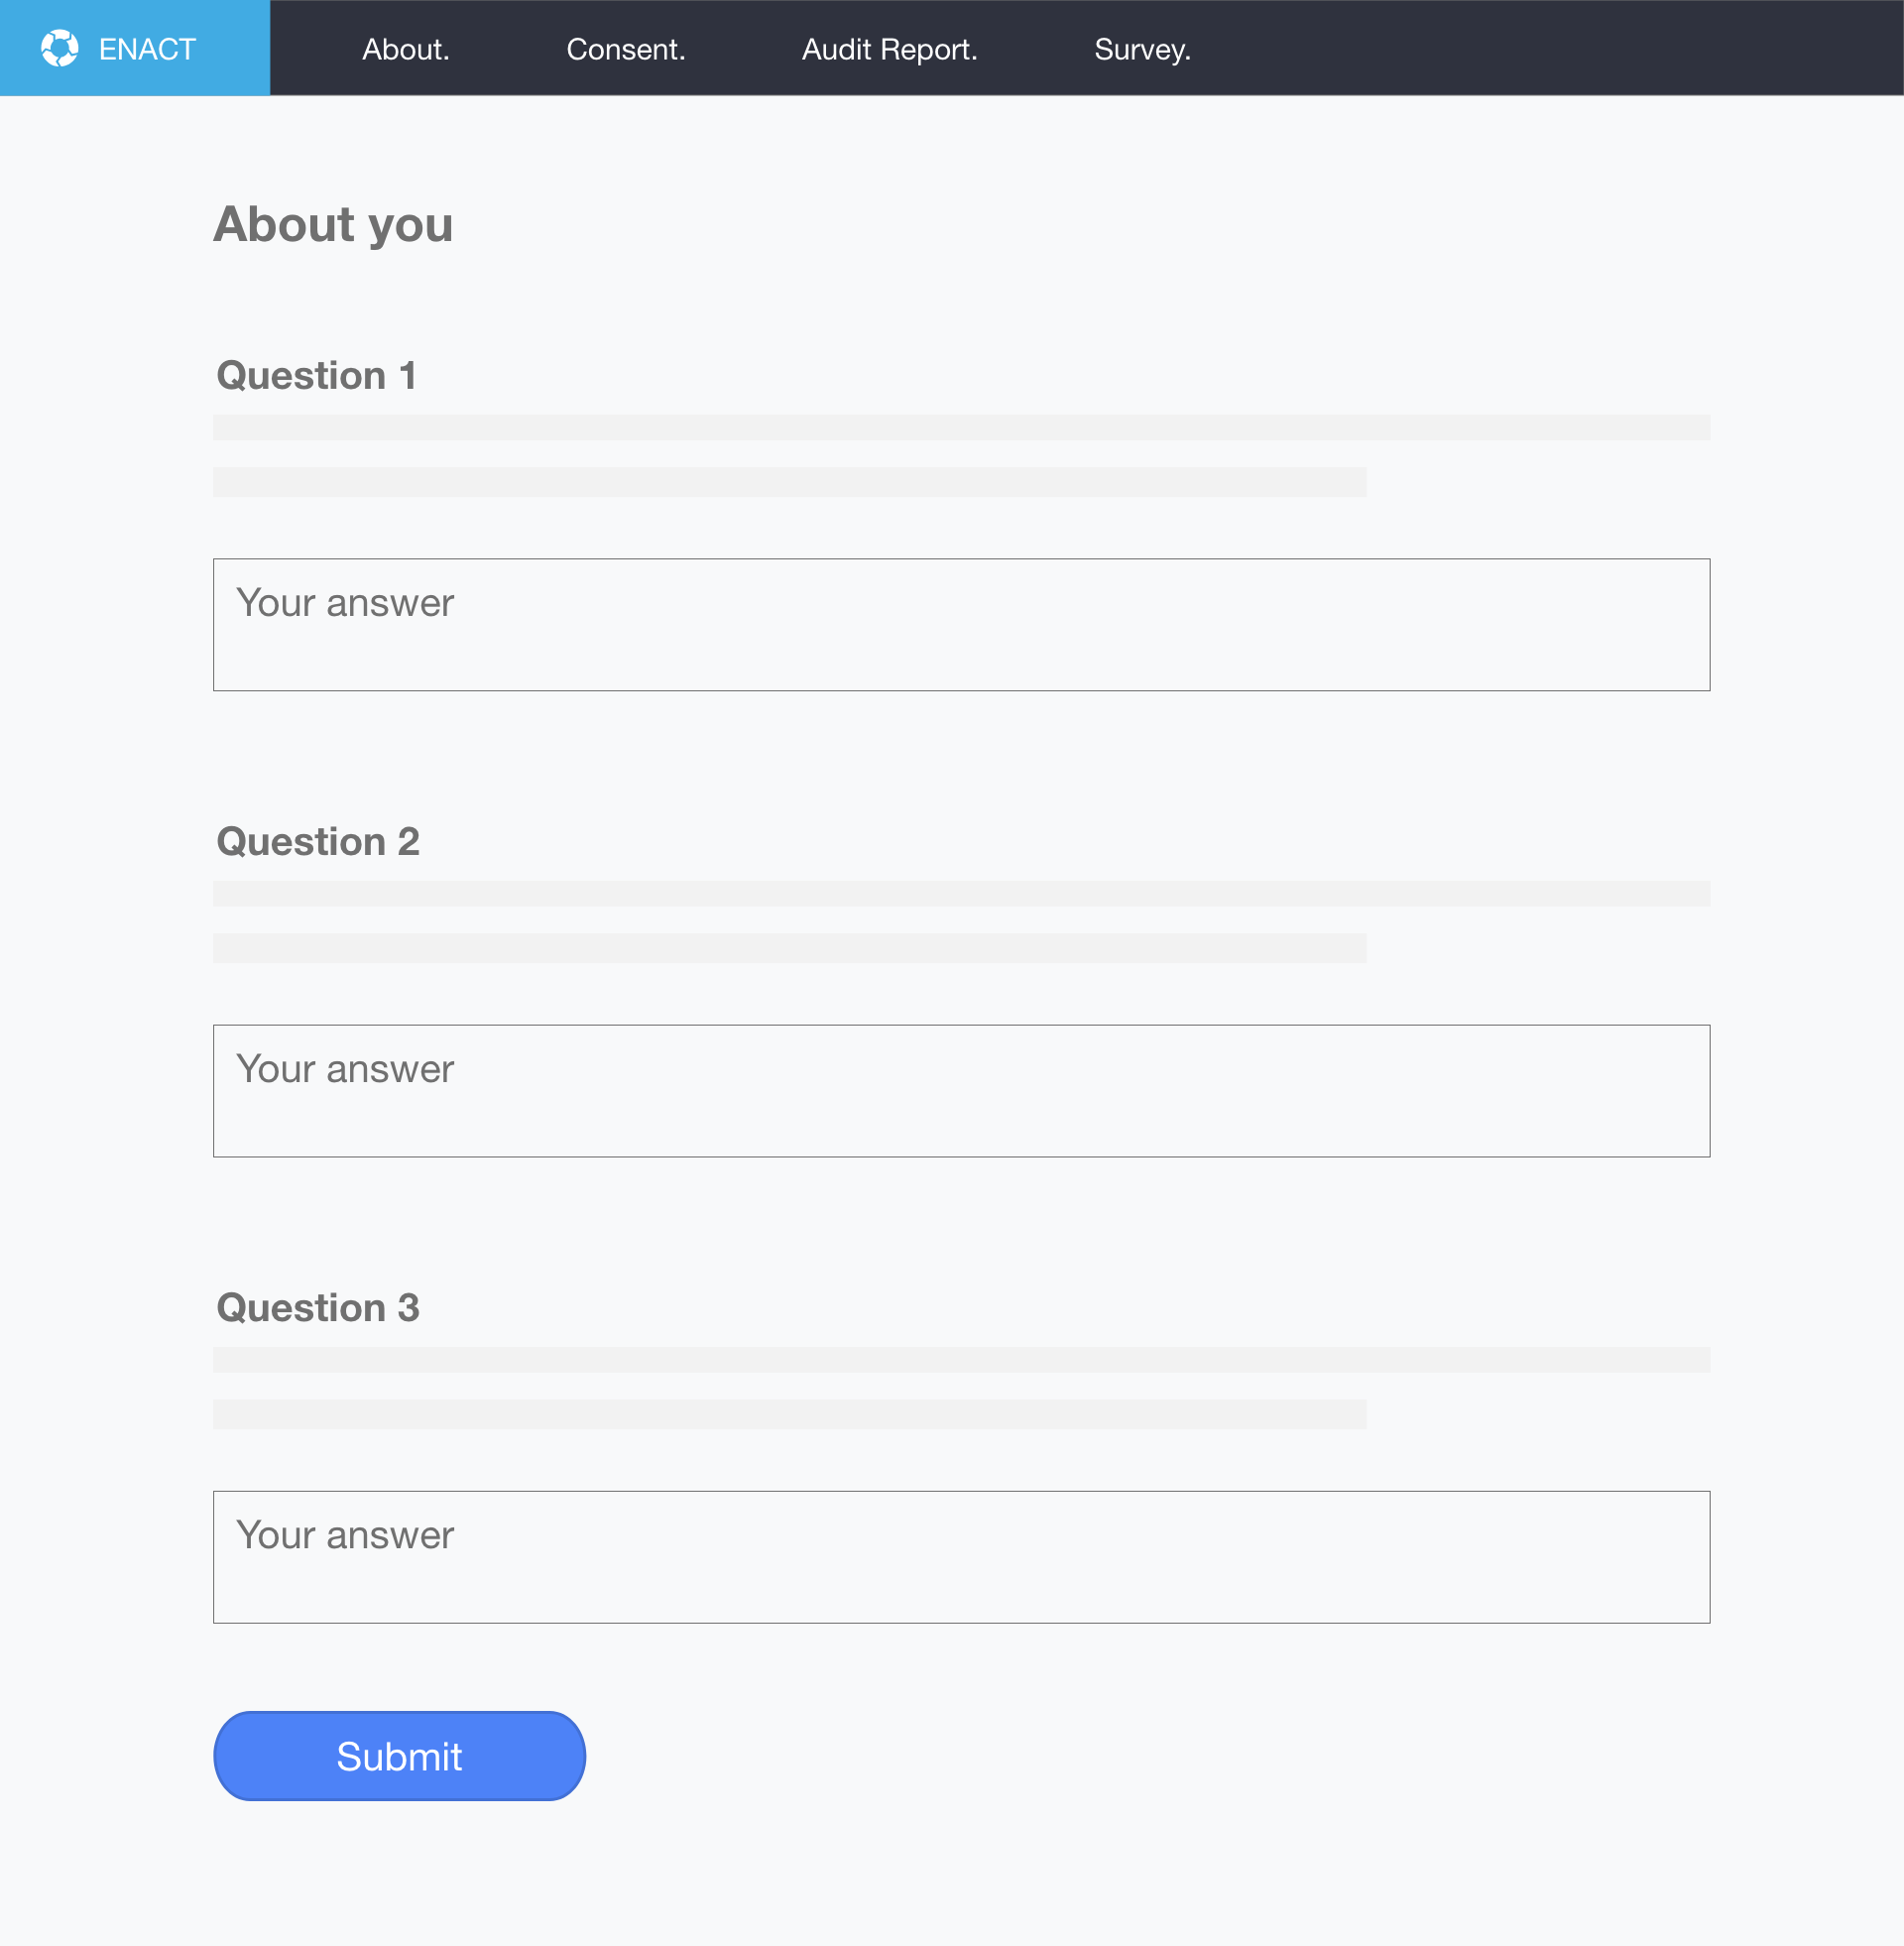 ENACT About. Consent. Audit Report. Survey.
About you
Question 1
Your answer
Question 2
Your answer
Question 3
Your answer
Submit